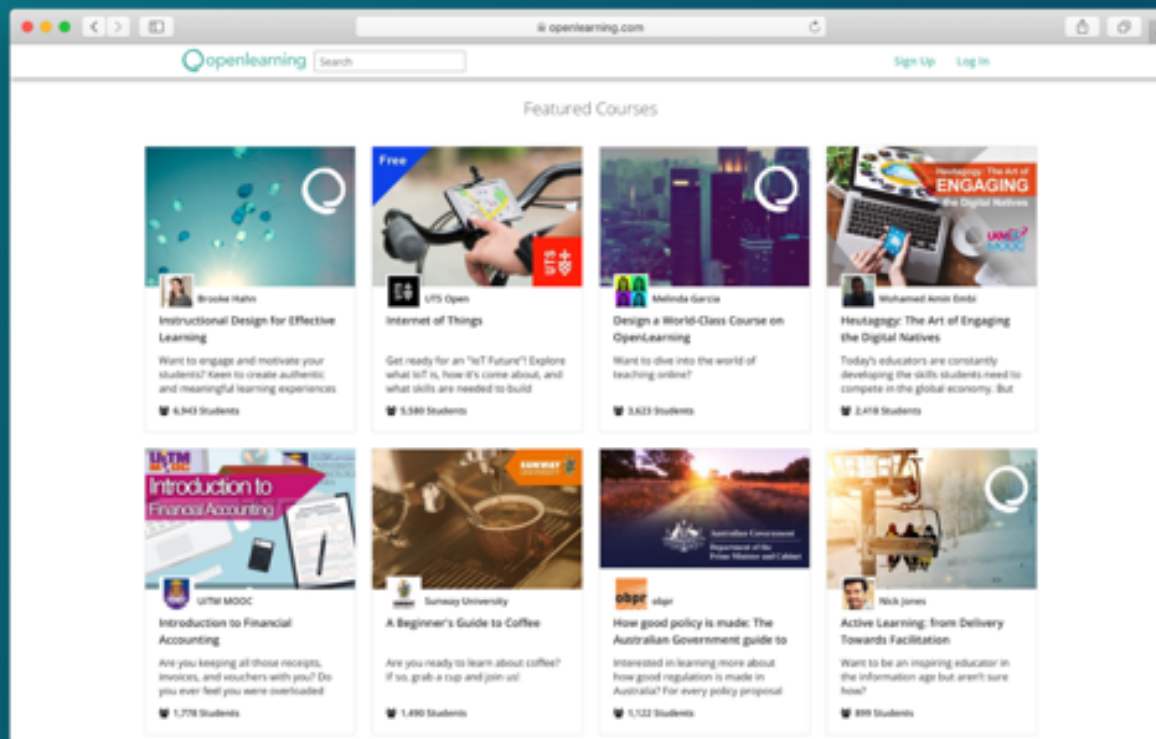 openlearning.com
openlearning
Search
Sign Up
Log In
Featured Courses
Brooke Hahn
Instructional Design for Effective
Learning
Want to engage and motivate your
students? Keen to create authentic
and meaningful learning experiences
6,943 Students
Free
UTS
UTS Open
Internet of Things
Get ready for an "IoT Future"! Explore
what IoT is, how it's come about, and
what skills are needed to build
5,580 Students
Melinda Garcia
Design a World-Class Course on
OpenLearning
Want to dive into the world of
teaching online?
3,623 Students
Heutagogy: The Art of
ENGAGING
the Digital Natives
MOOC
Mohamed Amin Embi
Heutagogy: The Art of Engaging
the Digital Natives
Today's educators are constantly
developing the skills students need to
compete in the global economy. But
2,418 Students
UiTM
MOOC
Introduction to
Financial Accounting
UiTM MOOC
Introduction to Financial
Accounting
Are you keeping all those receipts,
invoices, and vouchers with you? Do
you ever feel you were overloaded
1,778 Students
SUNWAY
UNIVERSITY
Sunway University
A Beginner's Guide to Coffee
Are you ready to learn about coffee?
If so, grab a cup and join us!
1,490 Students
Australian Government
Department of the
Prime Minister and Cabinet
obpr
obpr
How good policy is made: The
Australian Government guide to
Interested in learning more about
how good regulation is made in
Australia? For every policy proposal
1,122 Students
Nick Jones
Active Learning: from Delivery
Towards Facilitation
Want to be an inspiring educator in
the information age but aren't sure
how?
899 Students